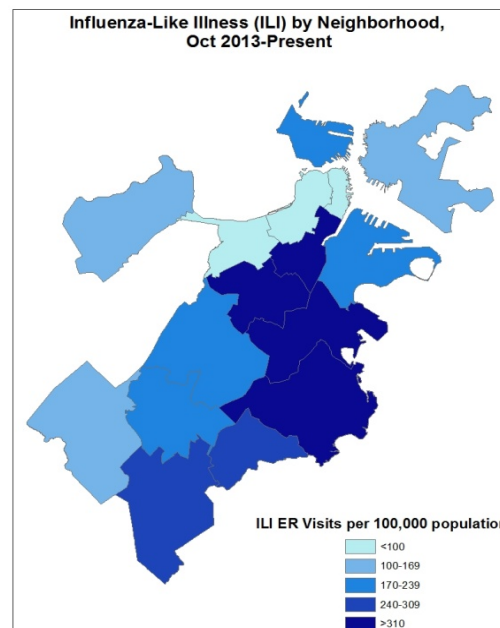 Influenza-Like Illness (ILI) by Neighborhood,
Oct 2013-Present
ILI ER Visits per 100,000 population
<100
100-169
170-239
240-309
>310